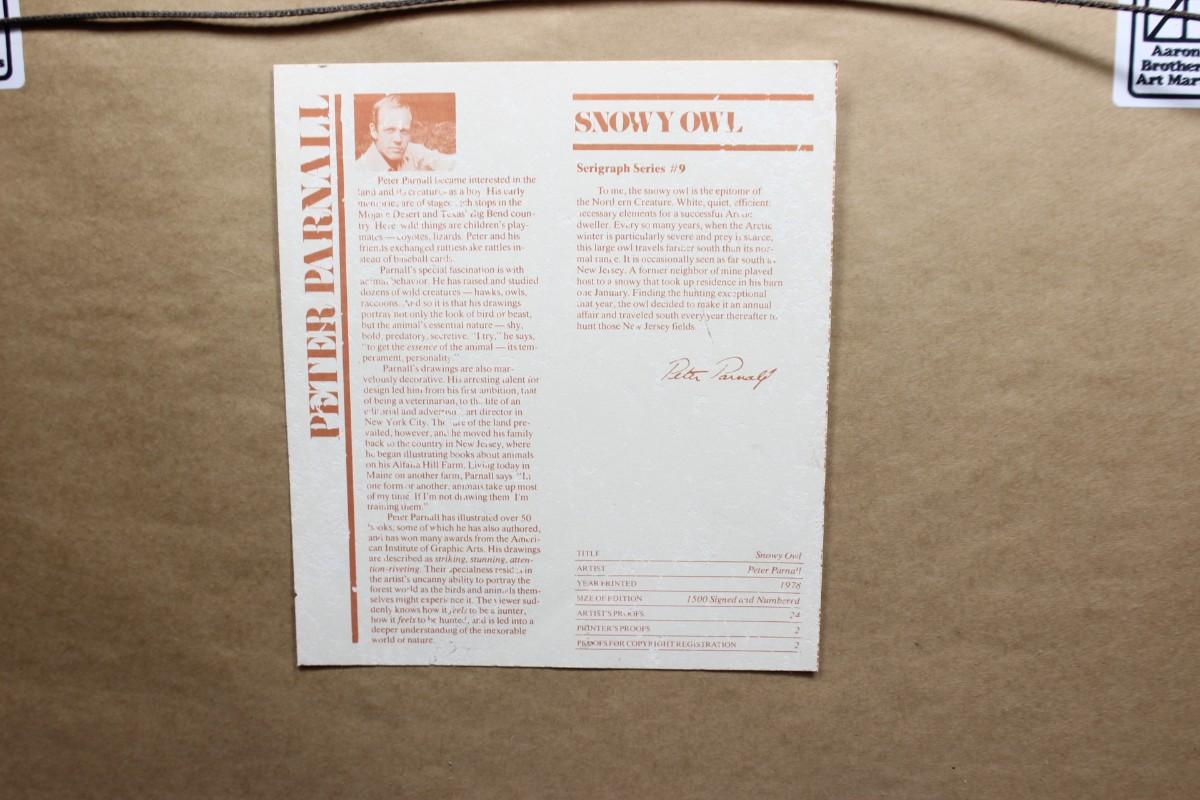 Aaron
Brothers
Art Mar
PETER PARNALL
Peter Parnall became interested in the
land and its creatures as a boy. His early
memories are of stops in the
Mojave Desert and Texas' Big Bend coun-
try. Here wild things are children's play-
mates — coyotes, lizards. Peter and his
friends exchanged rattlesnake rattles in-
stead of baseball cards.
Parnall's special fascination is with
animal behavior. He has raised and studied
dozens of wild creatures — hawks, owls,
raccoons. And so it is that his drawings
portray not only the look of bird or beast,
but the animal's essential nature — shy,
bold, predatory, secretive. "I try," he says,
"to get the essence of the animal — its tem-
perament, personality."
Parnall's drawings are also mar-
velously decorative. His arresting talent for
design led him from his first ambition, that
of being a veterinarian, to the life of an
editorial and advertising art director in
New York City. The lure of the land pre-
vailed, however, and he moved his family
back to the country in New Jersey, where
he began illustrating books about animals
on his Alfalfa Hill Farm. Living today in
Maine on another farm, Parnall says "In
one form or another, animals take up most
of my time. If I'm not drawing them I'm
training them."
Peter Parnall has illustrated over 50
books, some of which he has also authored,
and has won many awards from the Ameri-
can Institute of Graphic Arts. His drawings
are described as striking, stunning, atten-
tion-riveting. Their specialness resides in
the artist's uncanny ability to portray the
forest world as the birds and animals them-
selves might experience it. The viewer sud-
denly knows how it feels to be a hunter,
how it feels to be hunted, and is led into a
deeper understanding of the inexorable
world of nature.
SNOWY OWL
Serigraph Series #9
To me, the snowy owl is the epitome of
the Northern Creature. White, quiet, efficient:
necessary elements for a successful Arctic
dweller. Every so many years, when the Arctic
winter is particularly severe and prey is scarce,
this large owl travels farther south than its nor-
mal range. It is occasionally seen as far south as
New Jersey. A former neighbor of mine played
host to a snowy that took up residence in his barn
one January. Finding the hunting exceptional
that year, the owl decided to make it an annual
affair and traveled south every year thereafter to
hunt those New Jersey fields.
Peter Parnall
TITLE Snowy Owl
ARTIST Peter Parnall
YEAR PRINTED 1978
SIZE OF EDITION 1500 Signed and Numbered
ARTIST'S PROOFS 24
PRINTER'S PROOFS 2
PROOFS FOR COPYRIGHT REGISTRATION 2